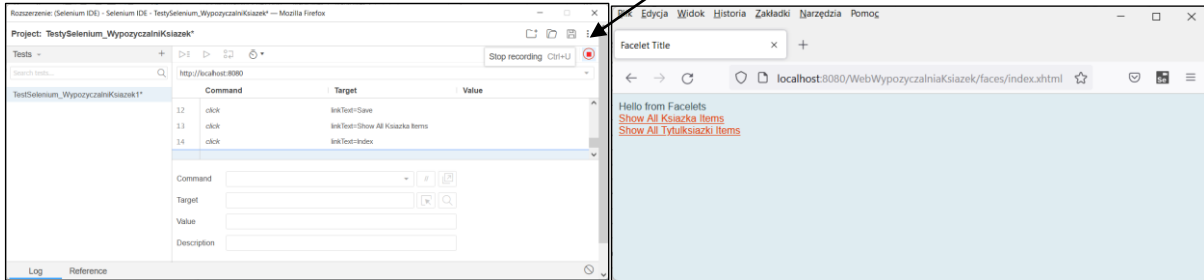 Rozszerzenie: (Selenium IDE) - Selenium IDE - TestySelenium_WypozyczalniKsiazek* — Mozilla Firefox
Project: TestySelenium_WypozyczalniKsiazek*
Tests
Stop recording Ctrl+U
Search tests...
http://localhost:8080
TestSelenium_WypozyczalniKsiazek1*
Command Target Value
12 click linkText=Save
13 click linkText=Show All Ksiazka Items
14 click linkText=Index
Command
//
Target
Value
Description
Log Reference
Plik Edycja Widok Historia Zakładki Narzędzia Pomoc
Facelet Title
localhost:8080/WebWypozyczalniaKsiazek/faces/index.xhtml
Se
Hello from Facelets
Show All Ksiazka Items
Show All Tytulksiazki Items